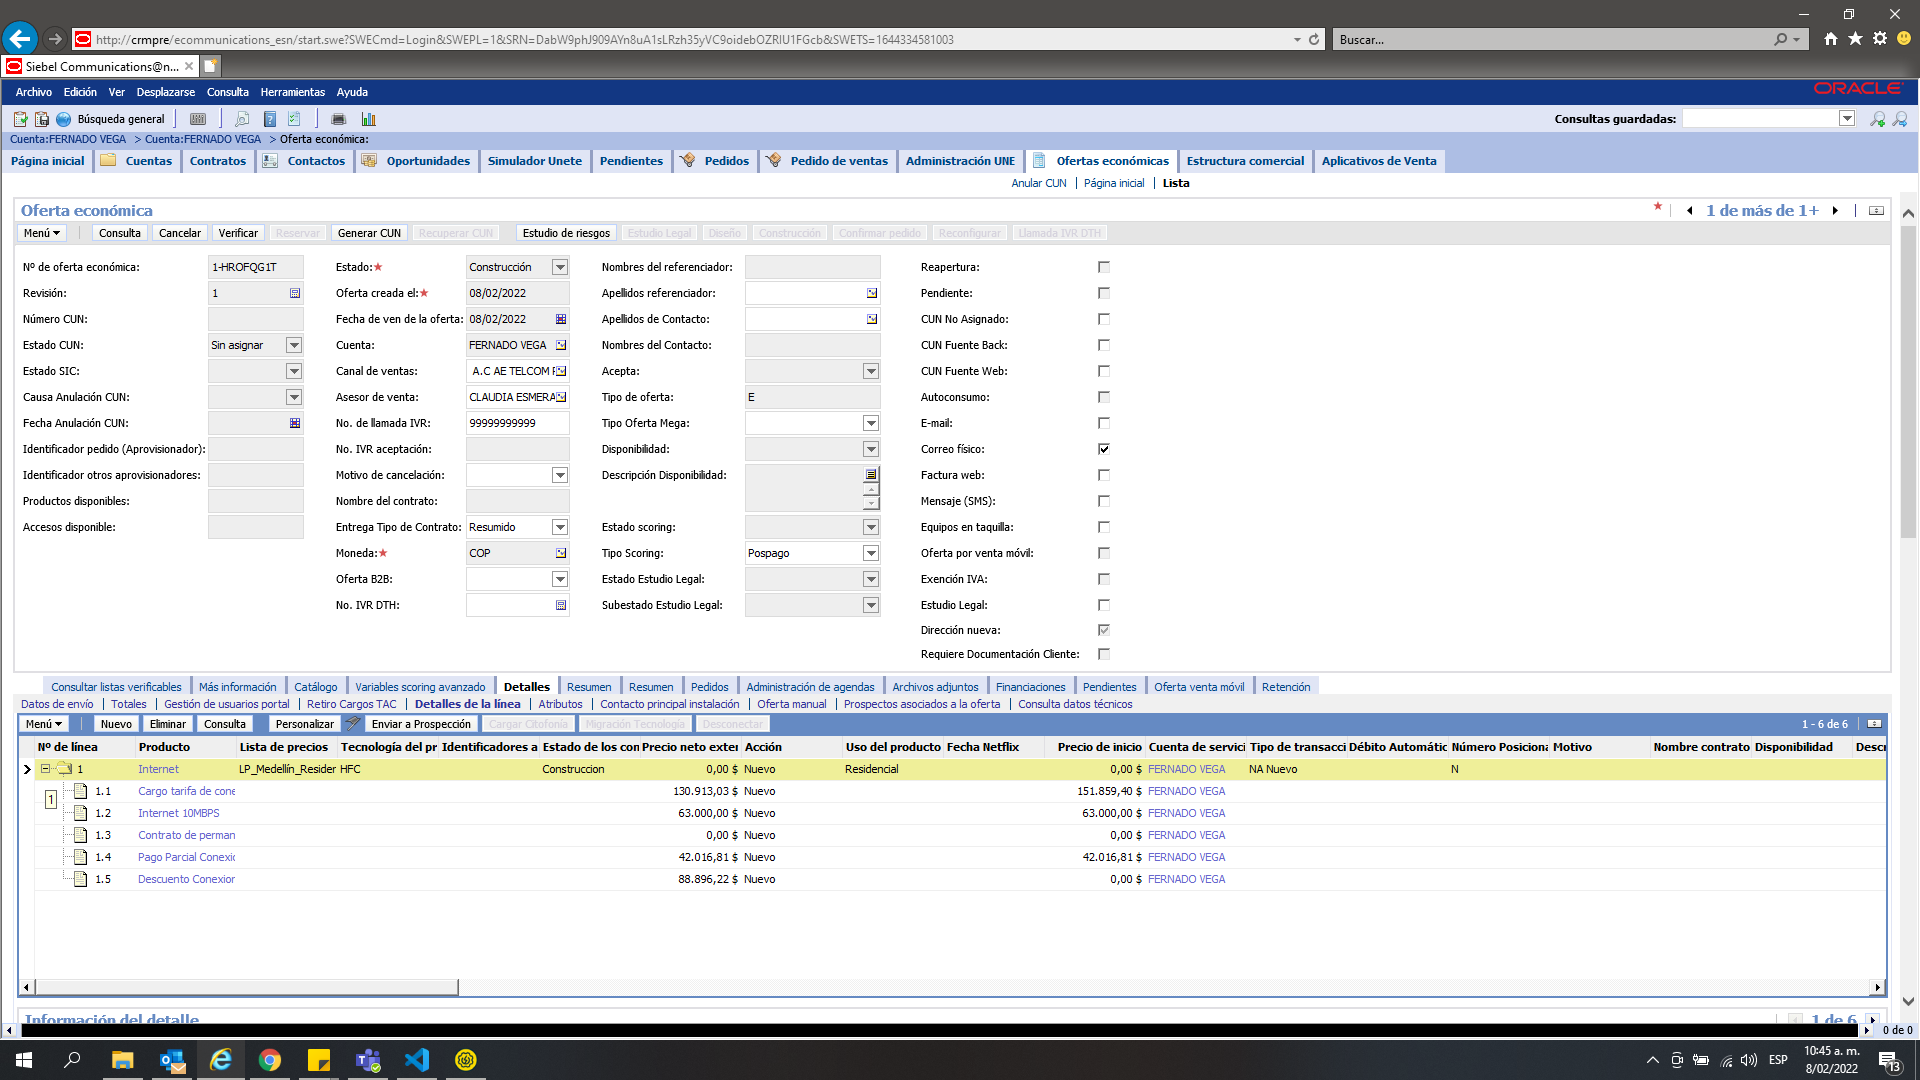 http://crmpre/ecommunications_esn/start.swe?SWECmd=Login&SWEPL=1&SRN=DabW9phJ909AYn8uA1sLRzh35yVC9oidebOZRlU1FGcb&SWETS=1644334581003
Buscar...
Siebel Communications@n...
Archivo Edición Ver Desplazarse Consulta Herramientas Ayuda
ORACLE
Búsqueda general
Consultas guardadas:
Cuenta:FERNADO VEGA > Cuenta:FERNADO VEGA > Oferta económica:
Página inicial Cuentas Contratos Contactos Oportunidades Simulador Unete Pendientes Pedidos Pedido de ventas Administración UNE Ofertas económicas Estructura comercial Aplicativos de Venta
Anular CUN Página inicial Lista
Oferta económica
1 de más de 1+
Menú Consulta Cancelar Verificar Reservar Generar CUN Recuperar CUN Estudio de riesgos Estudio Legal Diseño Construcción Confirmar pedido Reconfigurar Llamada IVR DTH
Nº de oferta económica: 1-HROFQG1T Estado: Construcción Nombres del referenciador: Reapertura:
Revisión: 1 Oferta creada el: 08/02/2022 Apellidos referenciador: Pendiente:
Número CUN: Fecha de ven de la oferta: 08/02/2022 Apellidos de Contacto: CUN No Asignado:
Estado CUN: Sin asignar Cuenta: FERNADO VEGA Nombres del Contacto: CUN Fuente Back:
Estado SIC: Canal de ventas: A.C AE TELCOM Acepta: CUN Fuente Web:
Causa Anulación CUN: Asesor de venta: CLAUDIA ESMERA Tipo de oferta: E Autoconsumo:
Fecha Anulación CUN: No. de llamada IVR: 99999999999 Tipo Oferta Mega: E-mail:
Identificador pedido (Aprovisionador): No. IVR aceptación: Disponibilidad: Correo físico:
Identificador otros aprovisionadores: Motivo de cancelación: Descripción Disponibilidad: Factura web:
Productos disponibles: Nombre del contrato: Mensaje (SMS):
Accesos disponible: Entrega Tipo de Contrato: Resumido Estado scoring: Equipos en taquilla:
Moneda: COP Tipo Scoring: Pospago Oferta por venta móvil:
Oferta B2B: Estado Estudio Legal: Exención IVA:
No. IVR DTH: Subestado Estudio Legal: Estudio Legal:
Dirección nueva:
Requiere Documentación Cliente:
Consultar listas verificables Más información Catálogo Variables scoring avanzado Detalles Resumen Resumen Pedidos Administración de agendas Archivos adjuntos Financiaciones Pendientes Oferta venta móvil Retención
Datos de envío Totales Gestión de usuarios portal Retiro Cargos TAC Detalles de la línea Atributos Contacto principal instalación Oferta manual Prospectos asociados a la oferta Consulta datos técnicos
Menú Nuevo Eliminar Consulta Personalizar Enviar a Prospección Cargar Citofonía Migración Tecnología Desconectar 1 - 6 de 6
Nº de línea Producto Lista de precios Tecnología del pr Identificadores a Estado de los con Precio neto exter Acción Uso del producto Fecha Netflix Precio de inicio Cuenta de servici Tipo de transacci Débito Automátic Número Posiciona Motivo Nombre contrato Disponibilidad Descr
1 Internet LP_Medellín_Resider HFC Construccion 0,00 $ Nuevo Residencial 0,00 $ FERNADO VEGA NA Nuevo N
1.1 Cargo tarifa de cone 130.913,03 $ Nuevo 151.859,40 $ FERNADO VEGA
1
1.2 Internet 10MBPS 63.000,00 $ Nuevo 63.000,00 $ FERNADO VEGA
1.3 Contrato de perman 0,00 $ Nuevo 0,00 $ FERNADO VEGA
1.4 Pago Parcial Conexic 42.016,81 $ Nuevo 42.016,81 $ FERNADO VEGA
1.5 Descuento Conexior 88.896,22 $ Nuevo 0,00 $ FERNADO VEGA
Información del detalle
1 de 6
0 de 0
ESP
10:45 a. m.
8/02/2022
13